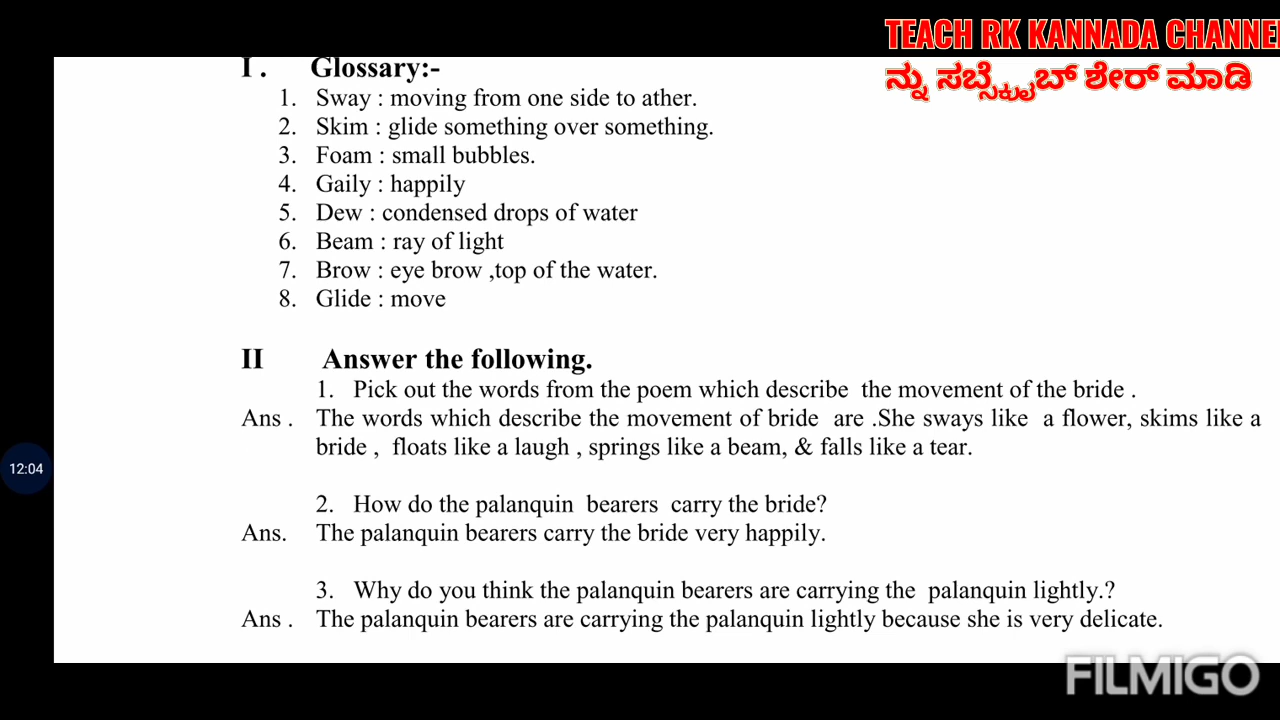 TEACH RK KANNADA CHANNE
ನ್ನು ಸಬ್ಸ್ಕ್ರೈಬ್ ಶೇರ್ ಮಾಡಿ
I . Glossary:-
1. Sway : moving from one side to ather.
2. Skim : glide something over something.
3. Foam : small bubbles.
4. Gaily : happily
5. Dew : condensed drops of water
6. Beam : ray of light
7. Brow : eye brow ,top of the water.
8. Glide : move
II Answer the following.
1. Pick out the words from the poem which describe the movement of the bride .
Ans . The words which describe the movement of bride are .She sways like a flower, skims like a
bride , floats like a laugh , springs like a beam, & falls like a tear.
12:04
2. How do the palanquin bearers carry the bride?
Ans. The palanquin bearers carry the bride very happily.
3. Why do you think the palanquin bearers are carrying the palanquin lightly.?
Ans . The palanquin bearers are carrying the palanquin lightly because she is very delicate.
FILMIGO